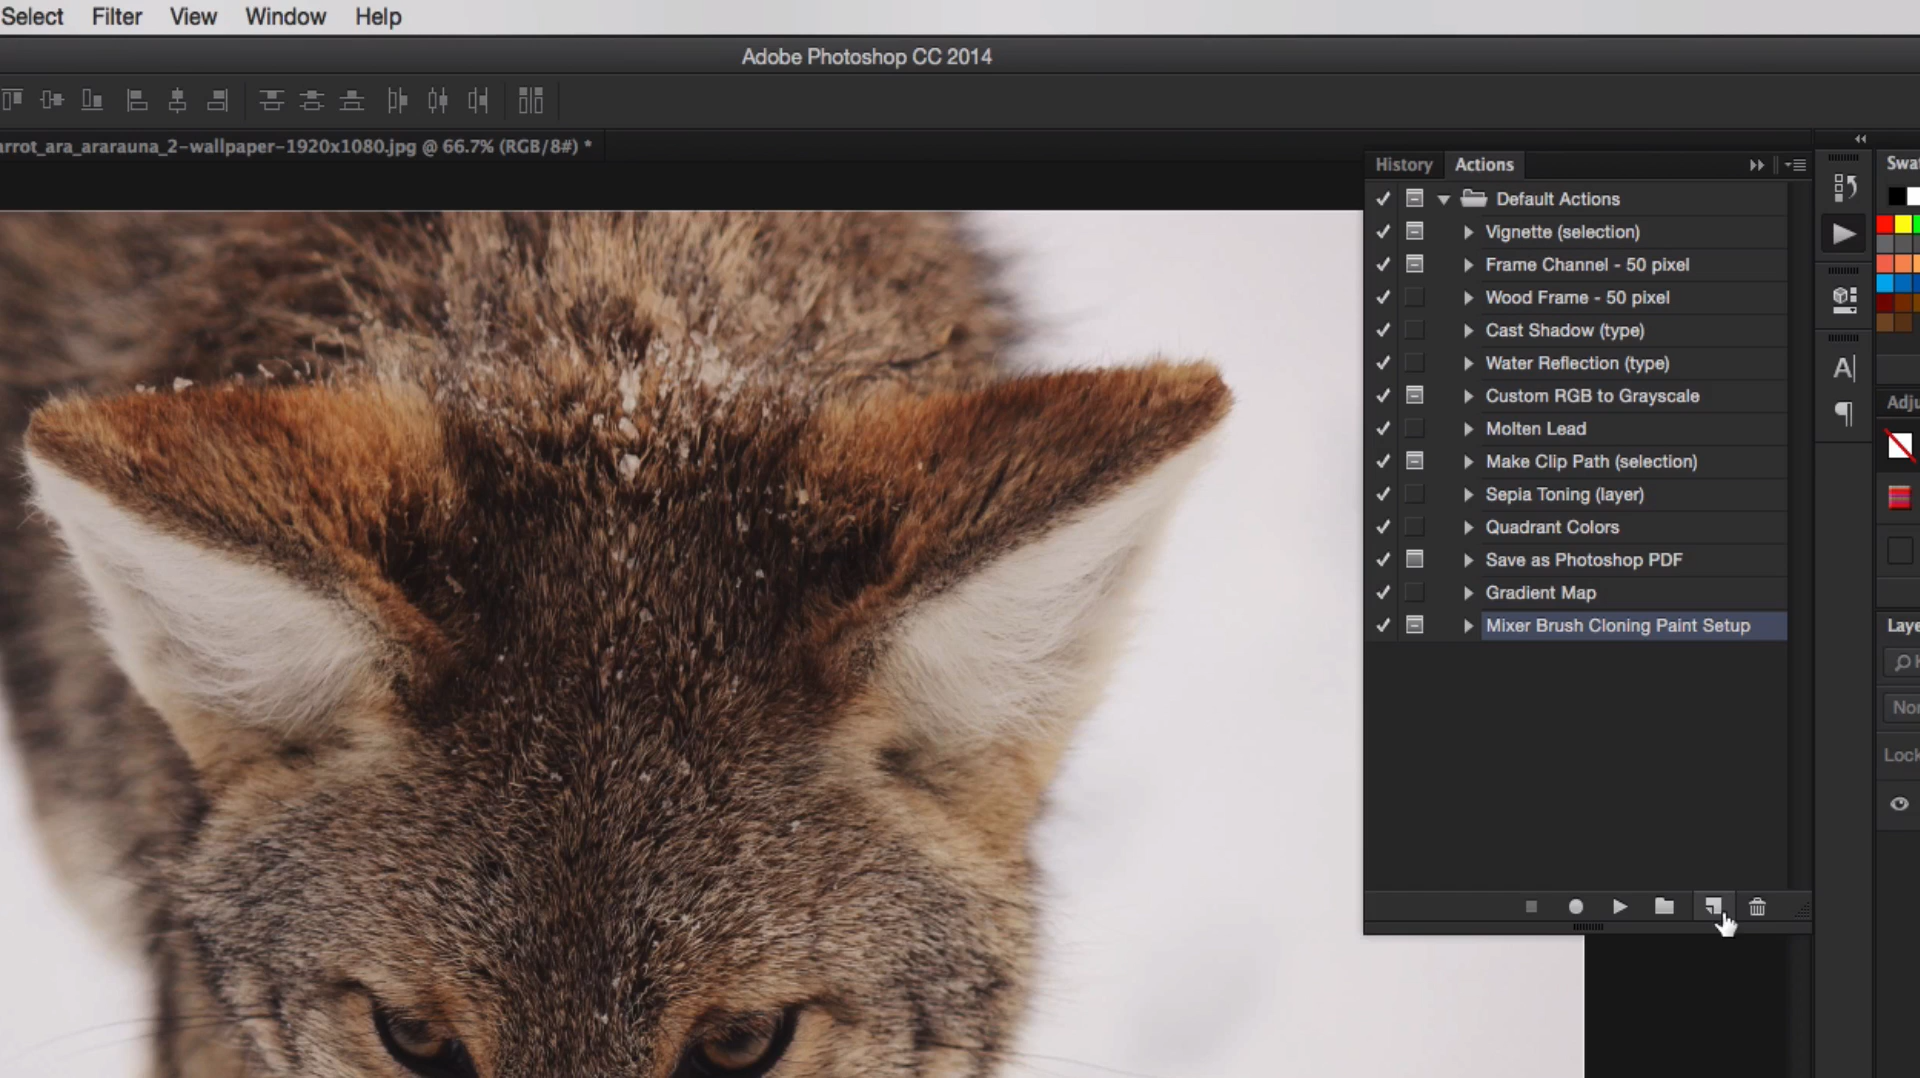 Select Filter View Window Help
Adobe Photoshop CC 2014
arrot_ara_ararauna_2-wallpaper-1920x1080.jpg @ 66.7% (RGB/8#) *
History Actions
Swa
Default Actions
Vignette (selection)
Frame Channel - 50 pixel
Wood Frame - 50 pixel
Cast Shadow (type)
Water Reflection (type)
Custom RGB to Grayscale
Adju
Molten Lead
Make Clip Path (selection)
Sepia Toning (layer)
Quadrant Colors
Save as Photoshop PDF
Gradient Map
Mixer Brush Cloning Paint Setup
Laye
Nor
Lock